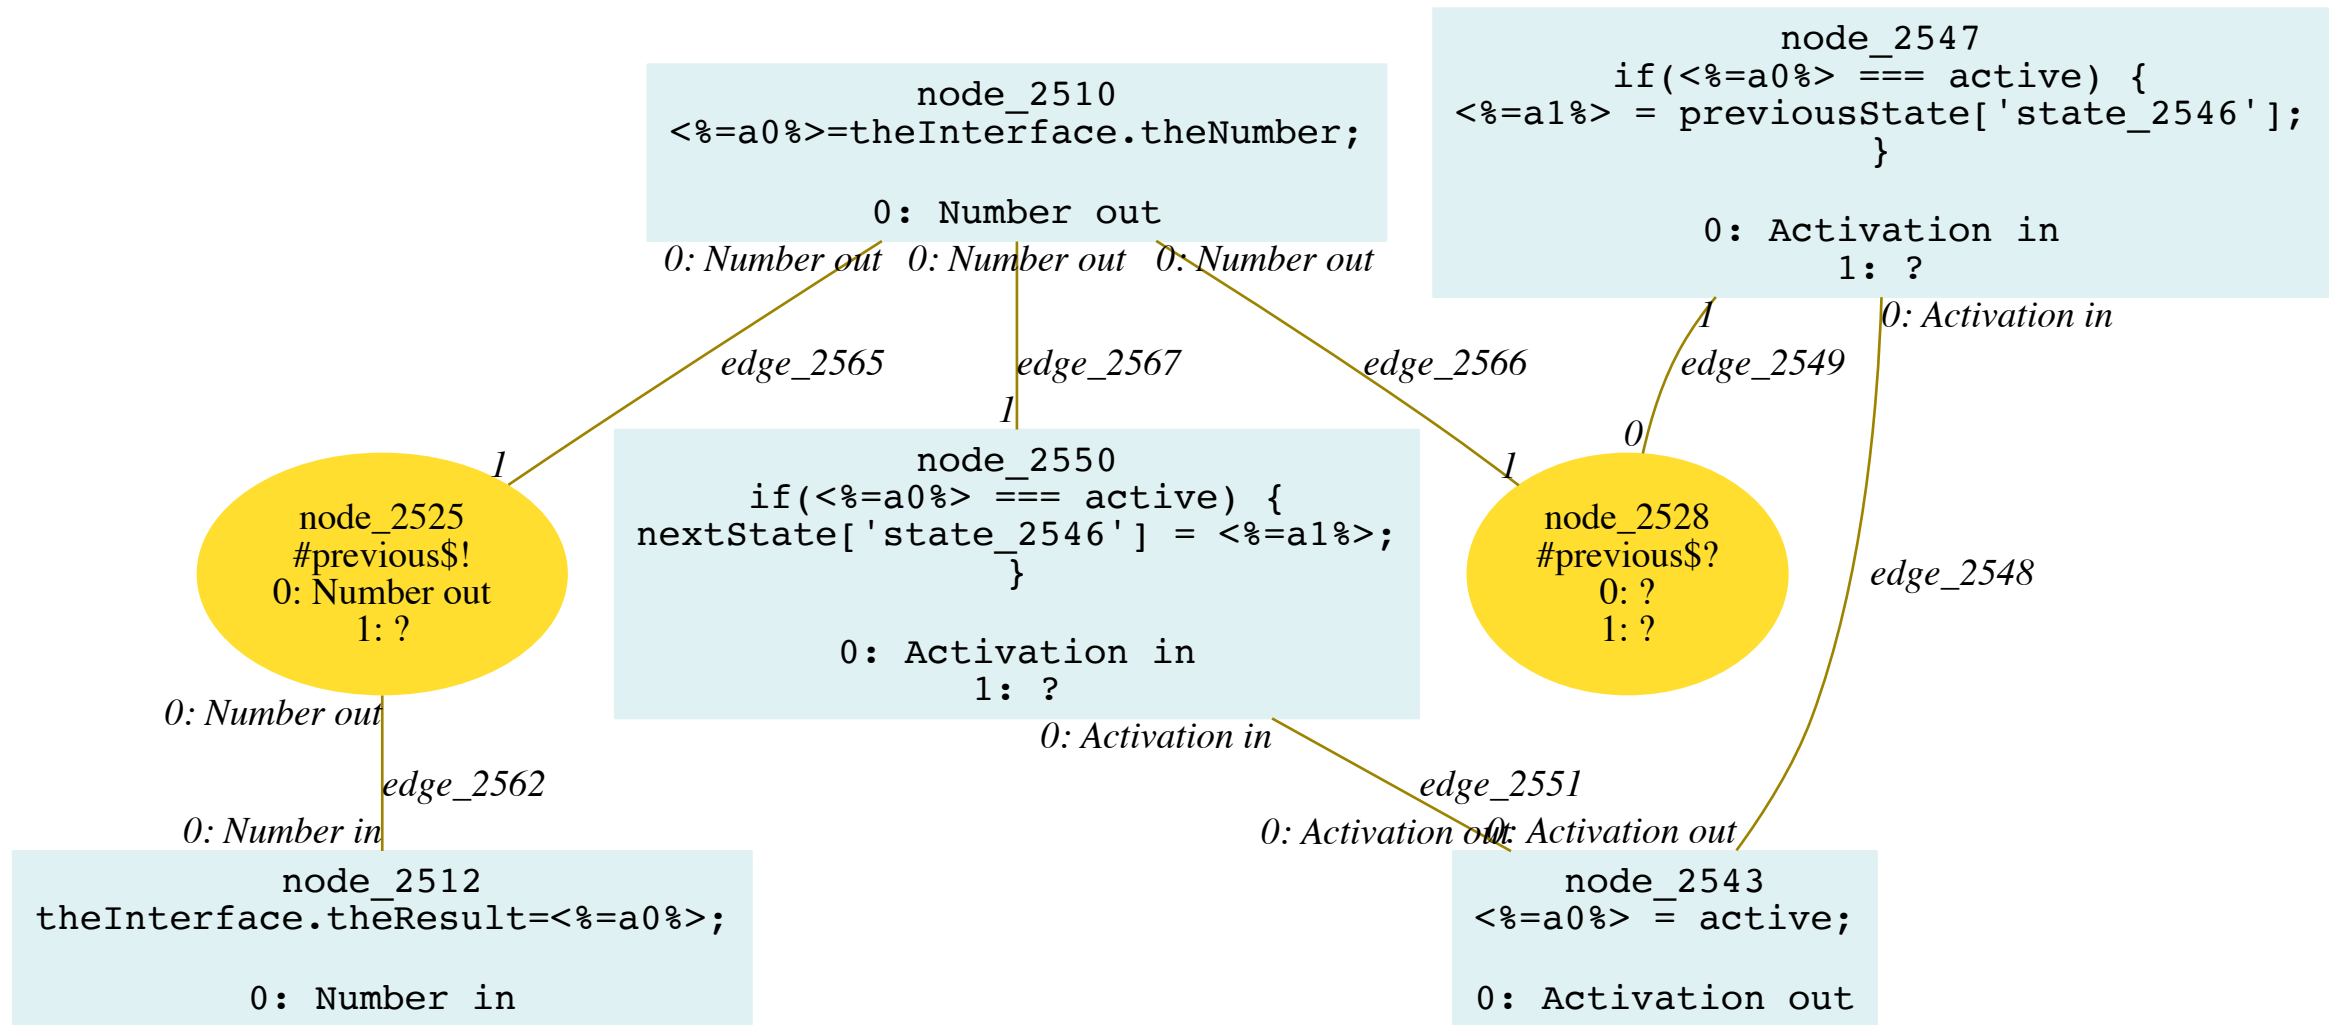 node_2510
<%=a0%>=theInterface.theNumber;
0: Number out
node_2547
if(<%=a0%> === active) {
<%=a1%> = previousState['state_2546'];
}
0: Activation in
1: ?
0: Number out
0: Number out
0: Number out
1
0: Activation in
edge_2565
edge_2567
edge_2566
edge_2549
1
1
1
0
node_2525
#previous$!
0: Number out
1: ?
node_2550
if(<%=a0%> === active) {
nextState['state_2546'] = <%=a1%>;
}
0: Activation in
1: ?
node_2528
#previous$?
0: ?
1: ?
edge_2548
0: Number out
0: Activation in
edge_2562
edge_2551
0: Number in
0: Activation out
0: Activation out
node_2512
theInterface.theResult=<%=a0%>;
0: Number in
node_2543
<%=a0%> = active;
0: Activation out